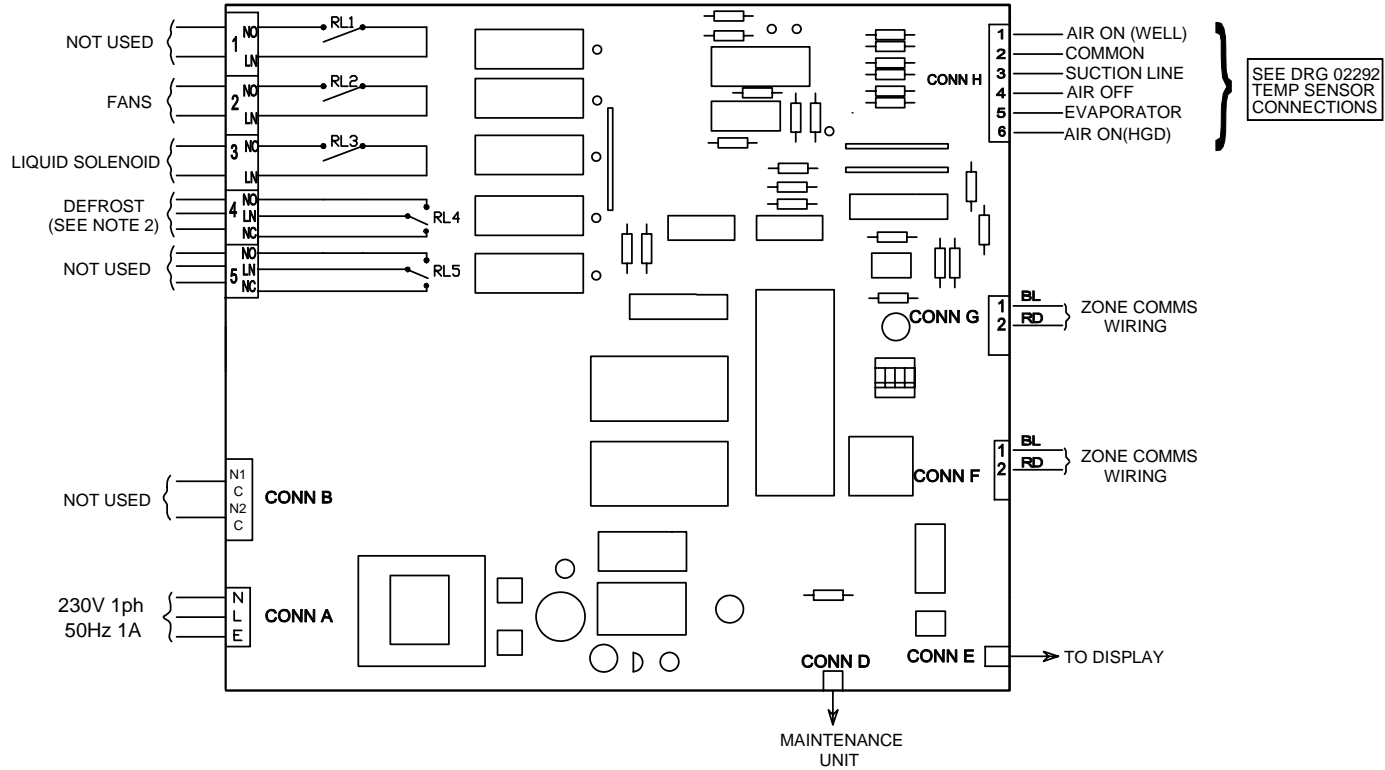 NOT USED
1
NO
LN
RL1
FANS
2
NO
LN
RL2
LIQUID SOLENOID
3
NO
LN
RL3
DEFROST
(SEE NOTE 2)
4
NO
LN
NC
RL4
NOT USED
5
NO
LN
NC
RL5
CONN H
1 AIR ON (WELL)
2 COMMON
3 SUCTION LINE
4 AIR OFF
5 EVAPORATOR
6 AIR ON(HGD)
SEE DRG 02292
TEMP SENSOR
CONNECTIONS
CONN G
1 BL
2 RD
ZONE COMMS
WIRING
CONN F
1 BL
2 RD
ZONE COMMS
WIRING
NOT USED
N1
C
N2
C
CONN B
230V 1ph
50Hz 1A
N
L
E
CONN A
CONN D
CONN E
TO DISPLAY
MAINTENANCE
UNIT